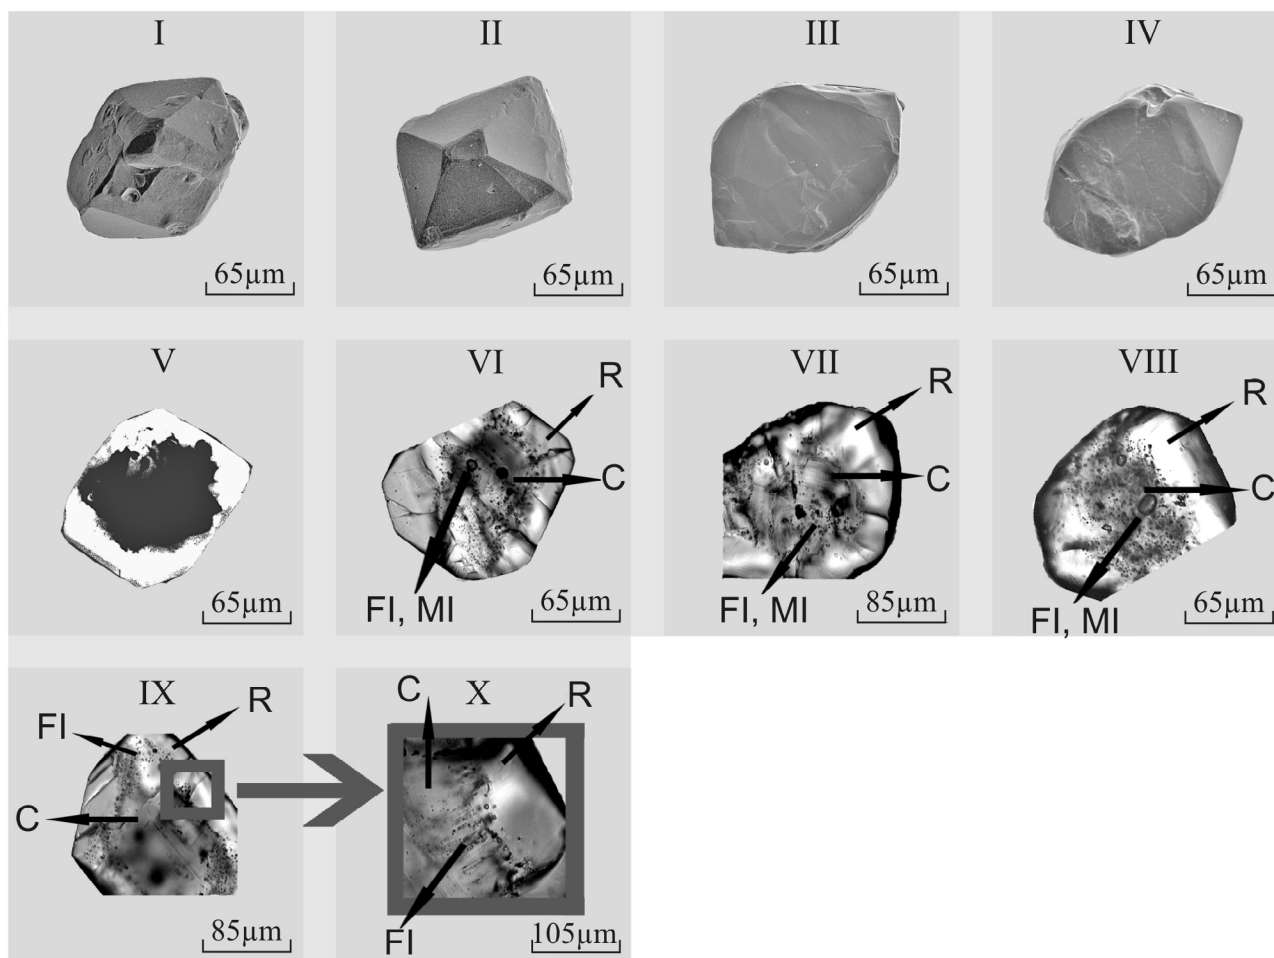 I II III IV
65µm 65µm 65µm 65µm
V VI VII VIII
R R R
C C C
FI, MI FI, MI FI, MI
65µm 65µm 85µm 65µm
IX X
FI R C R
C
FI
85µm 105µm